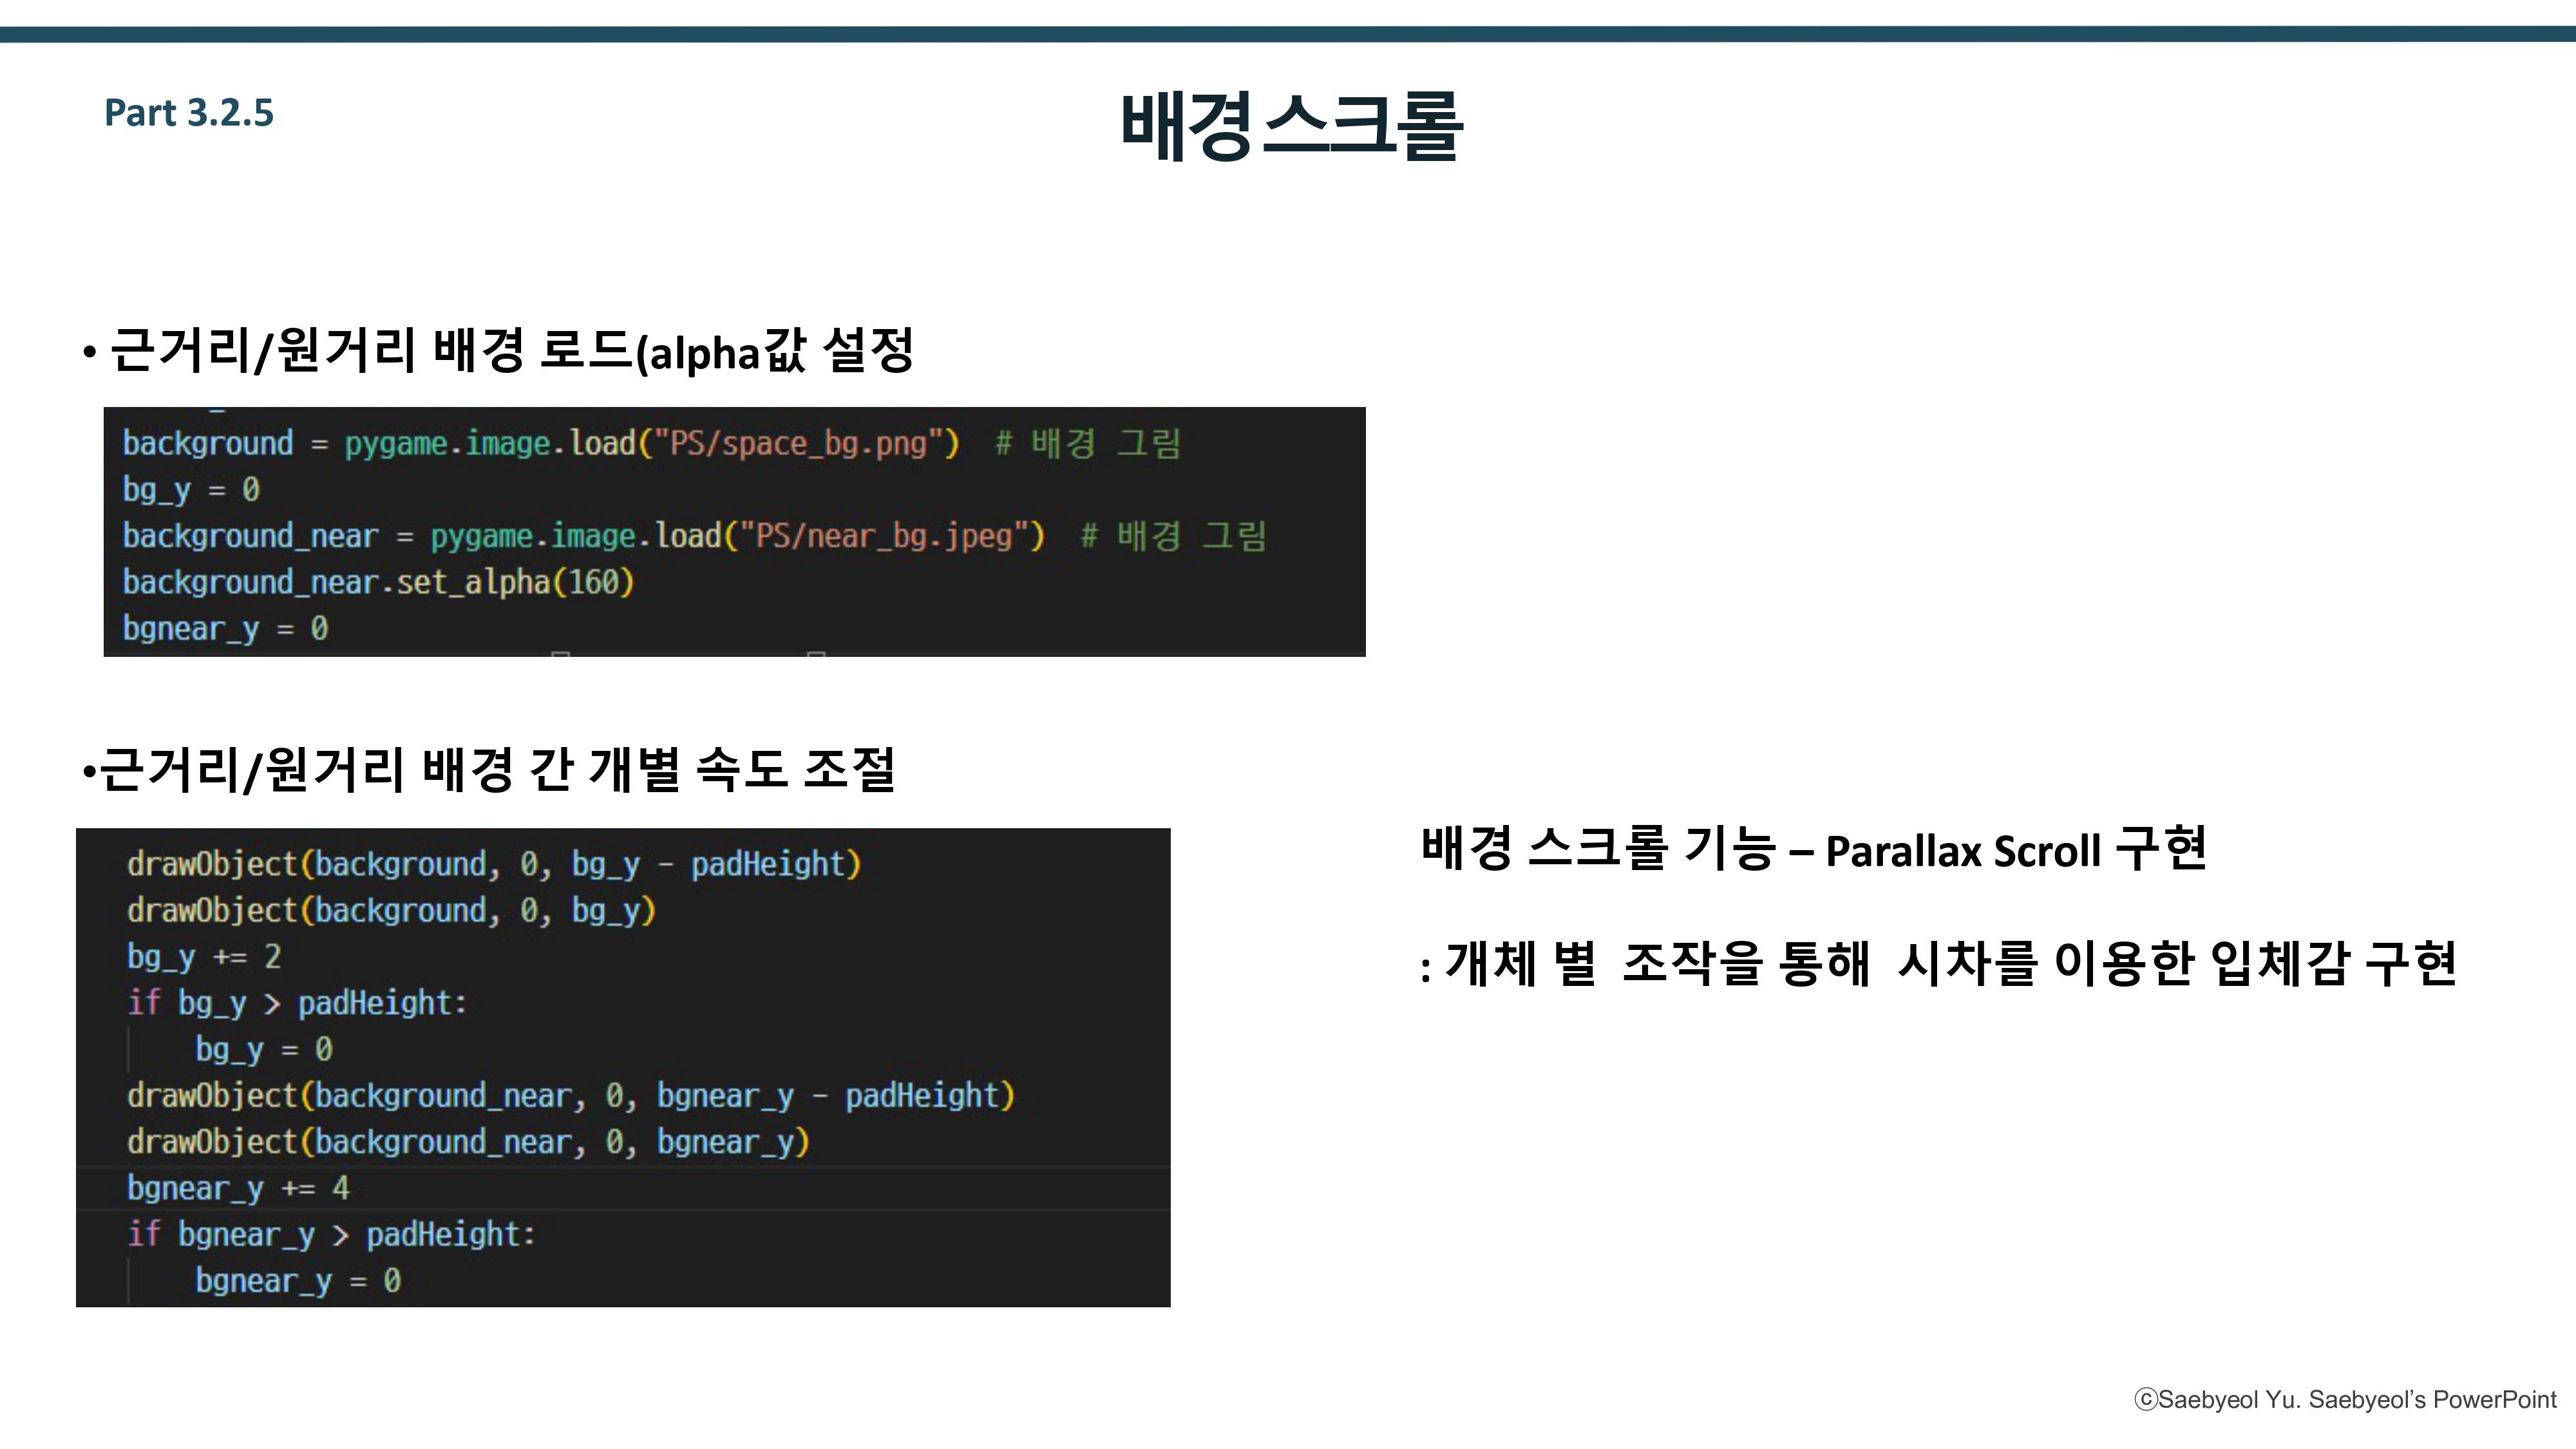 Part 3.2.5
배경스크롤
• 근거리/원거리 배경 로드(alpha값 설정
background = pygame.image.load("PS/space_bg.png")  # 배경 그림
bg_y = 0
background_near = pygame.image.load("PS/near_bg.jpeg")  # 배경 그림
background_near.set_alpha(160)
bgnear_y = 0
•근거리/원거리 배경 간 개별 속도 조절
drawObject(background, 0, bg_y - padHeight)
drawObject(background, 0, bg_y)
bg_y += 2
if bg_y > padHeight:
    bg_y = 0
drawObject(background_near, 0, bgnear_y - padHeight)
drawObject(background_near, 0, bgnear_y)
bgnear_y += 4
if bgnear_y > padHeight:
    bgnear_y = 0
배경 스크롤 기능 – Parallax Scroll 구현
: 개체 별  조작을 통해  시차를 이용한 입체감 구현
ⓒSaebyeol Yu. Saebyeol’s PowerPoint